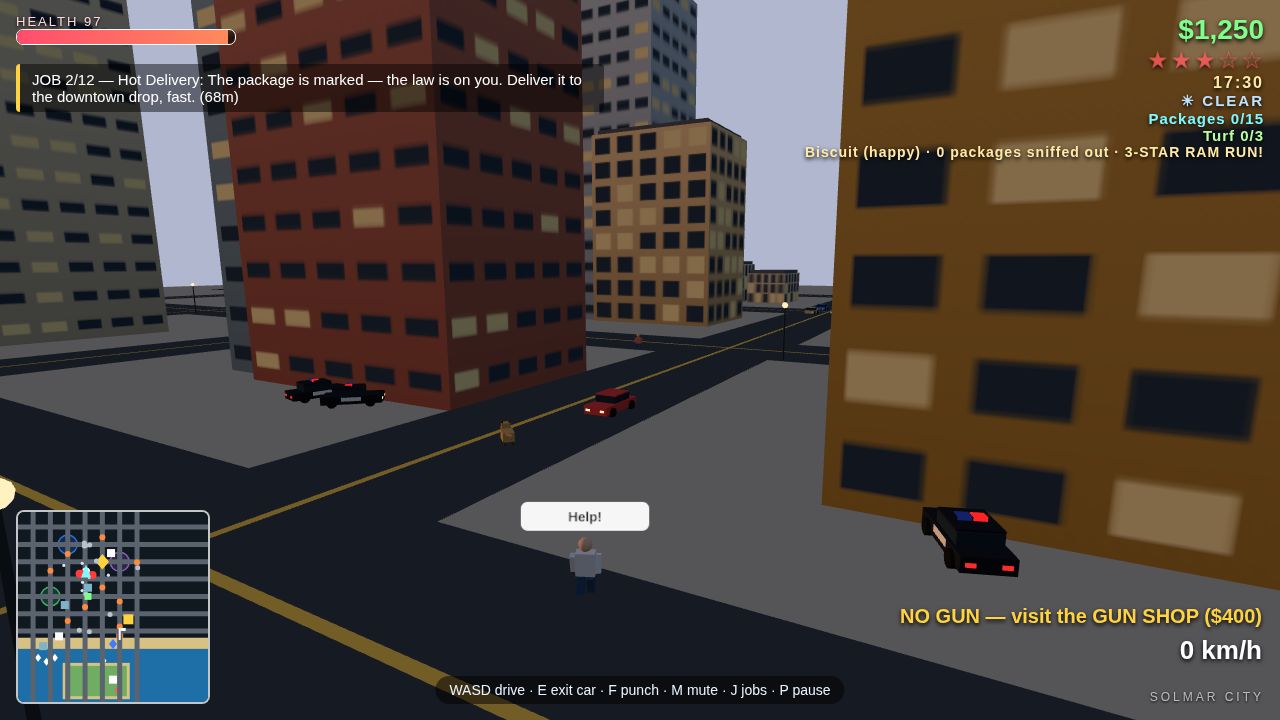 HEALTH 97
JOB 2/12 — Hot Delivery: The package is marked — the law is on you. Deliver it to
the downtown drop, fast. (68m)
$1,250
★★★☆☆
17:30
☀ CLEAR
Packages 0/15
Turf 0/3
Biscuit (happy) · 0 packages sniffed out · 3-STAR RAM RUN!
Help!
NO GUN — visit the GUN SHOP ($400)
0 km/h
WASD drive · E exit car · F punch · M mute · J jobs · P pause
SOLMAR CITY